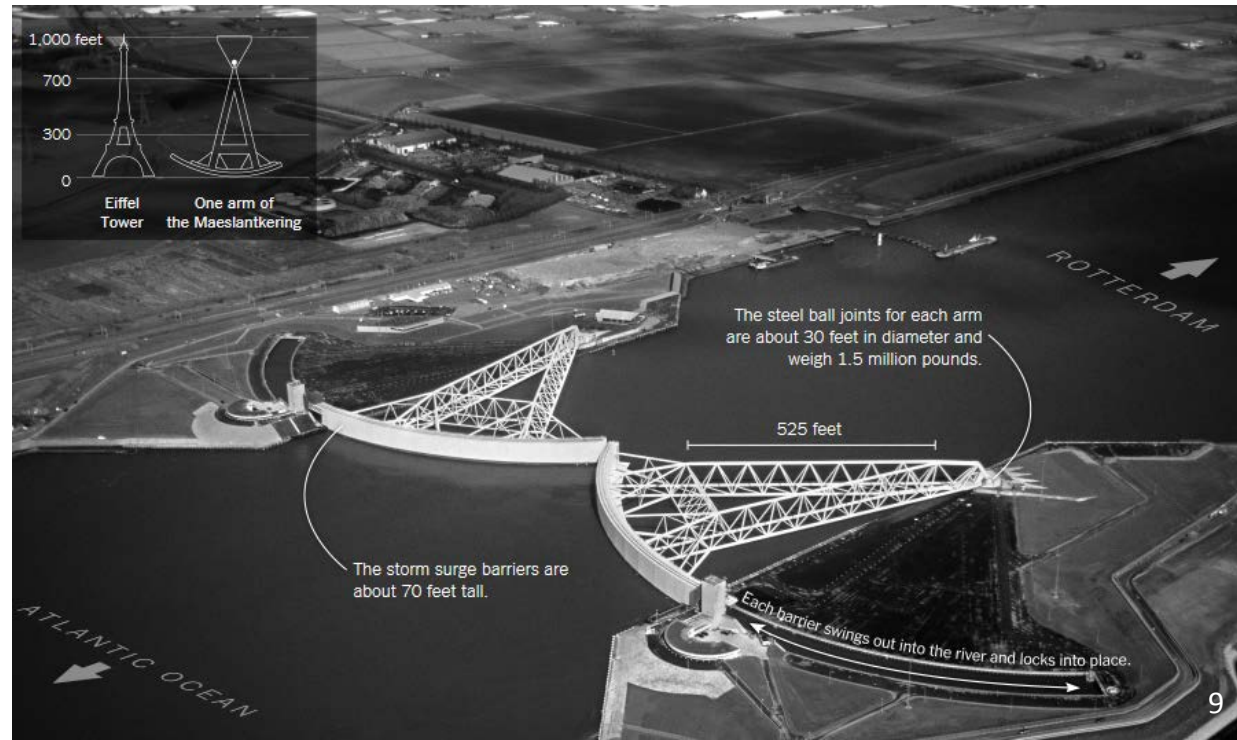 1,000 feet
700
300
0
Eiffel
Tower
One arm of
the Maeslantkering
ROTTERDAM
The steel ball joints for each arm
are about 30 feet in diameter and
weigh 1.5 million pounds.
525 feet
The storm surge barriers are
about 70 feet tall.
Each barrier swings out into the river and locks into place.
ATLANTIC OCEAN
9